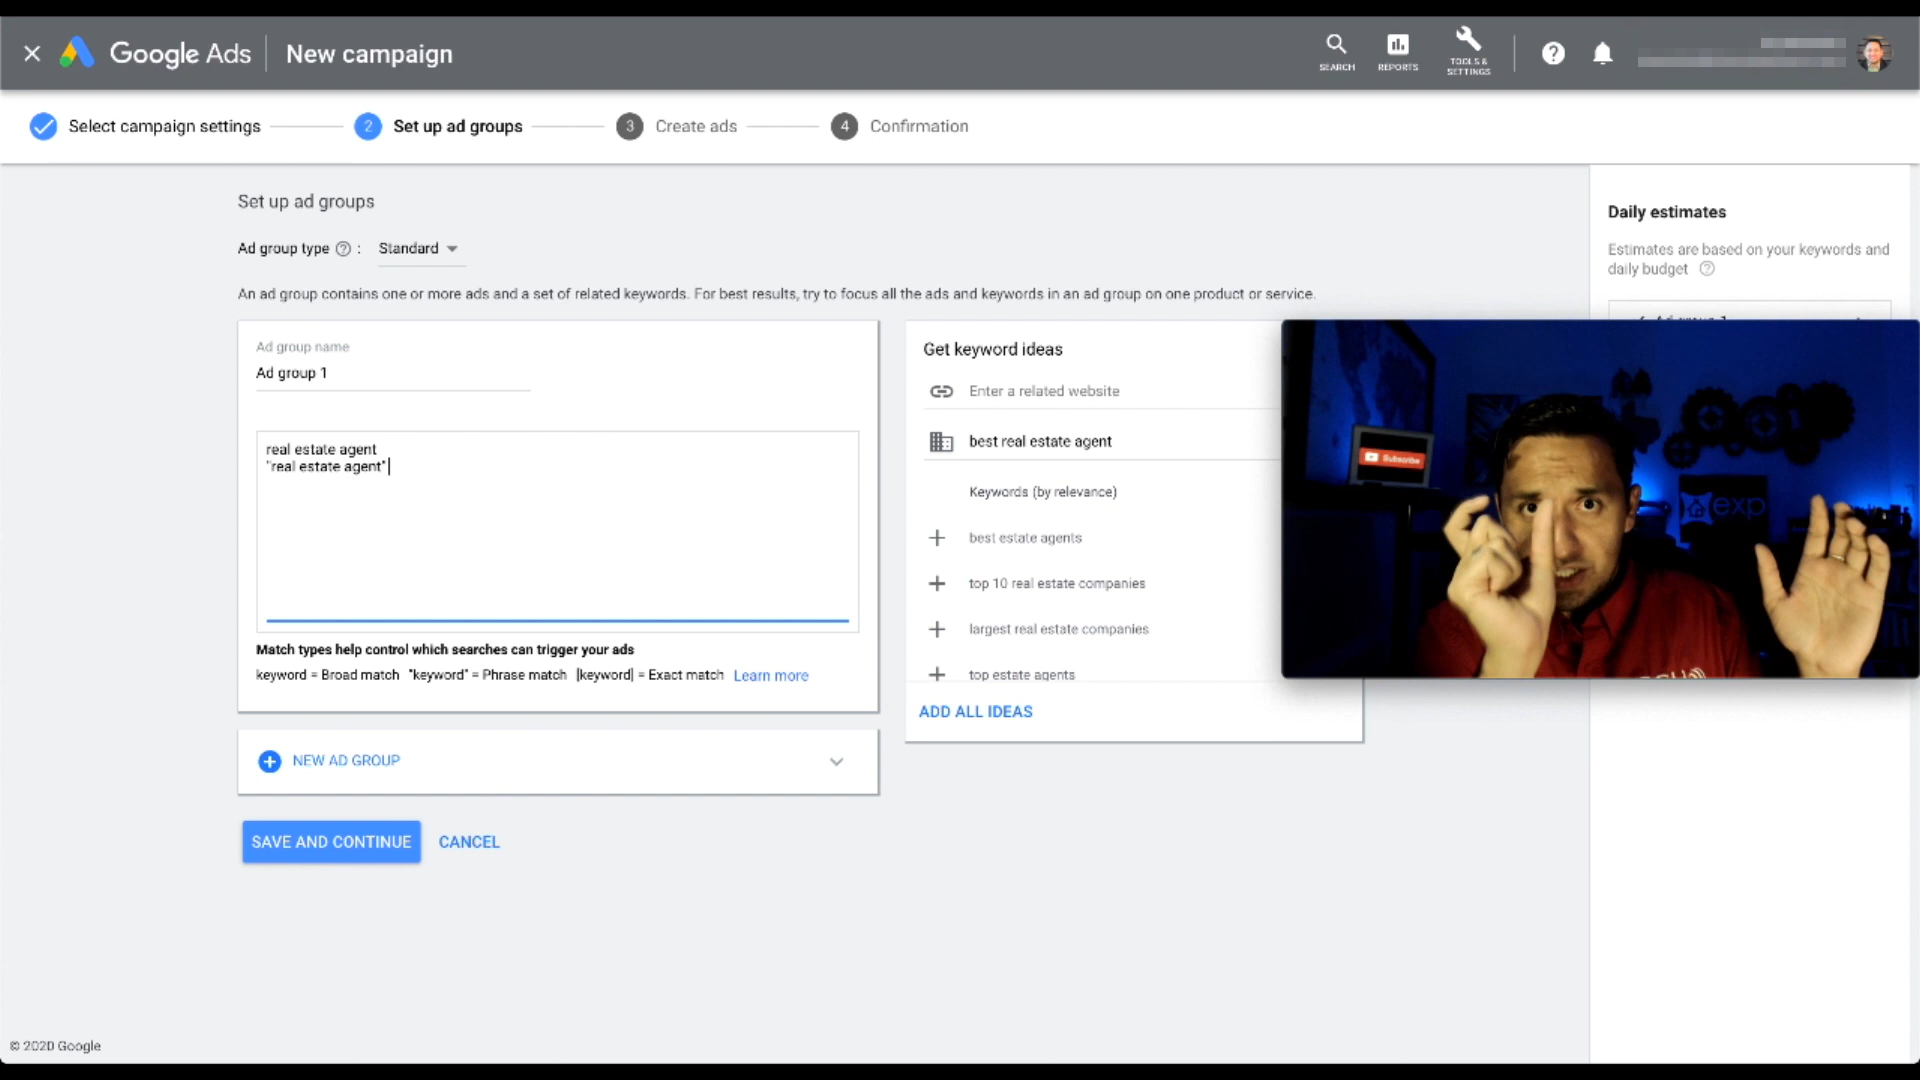 Google Ads
New campaign
SEARCH
REPORTS
TOOLS &
SETTINGS
Select campaign settings
2
Set up ad groups
3
Create ads
4
Confirmation
Set up ad groups
Ad group type ? :
Standard
An ad group contains one or more ads and a set of related keywords. For best results, try to focus all the ads and keywords in an ad group on one product or service.
Ad group name
Ad group 1
real estate agent
"real estate agent"
Match types help control which searches can trigger your ads
keyword = Broad match "keyword" = Phrase match [keyword] = Exact match Learn more
NEW AD GROUP
SAVE AND CONTINUE
CANCEL
Get keyword ideas
Enter a related website
best real estate agent
Keywords (by relevance)
best estate agents
top 10 real estate companies
largest real estate companies
top estate agents
ADD ALL IDEAS
Daily estimates
Estimates are based on your keywords and
daily budget ?
Ad group 1
Subscribe
exp
© 2020 Google